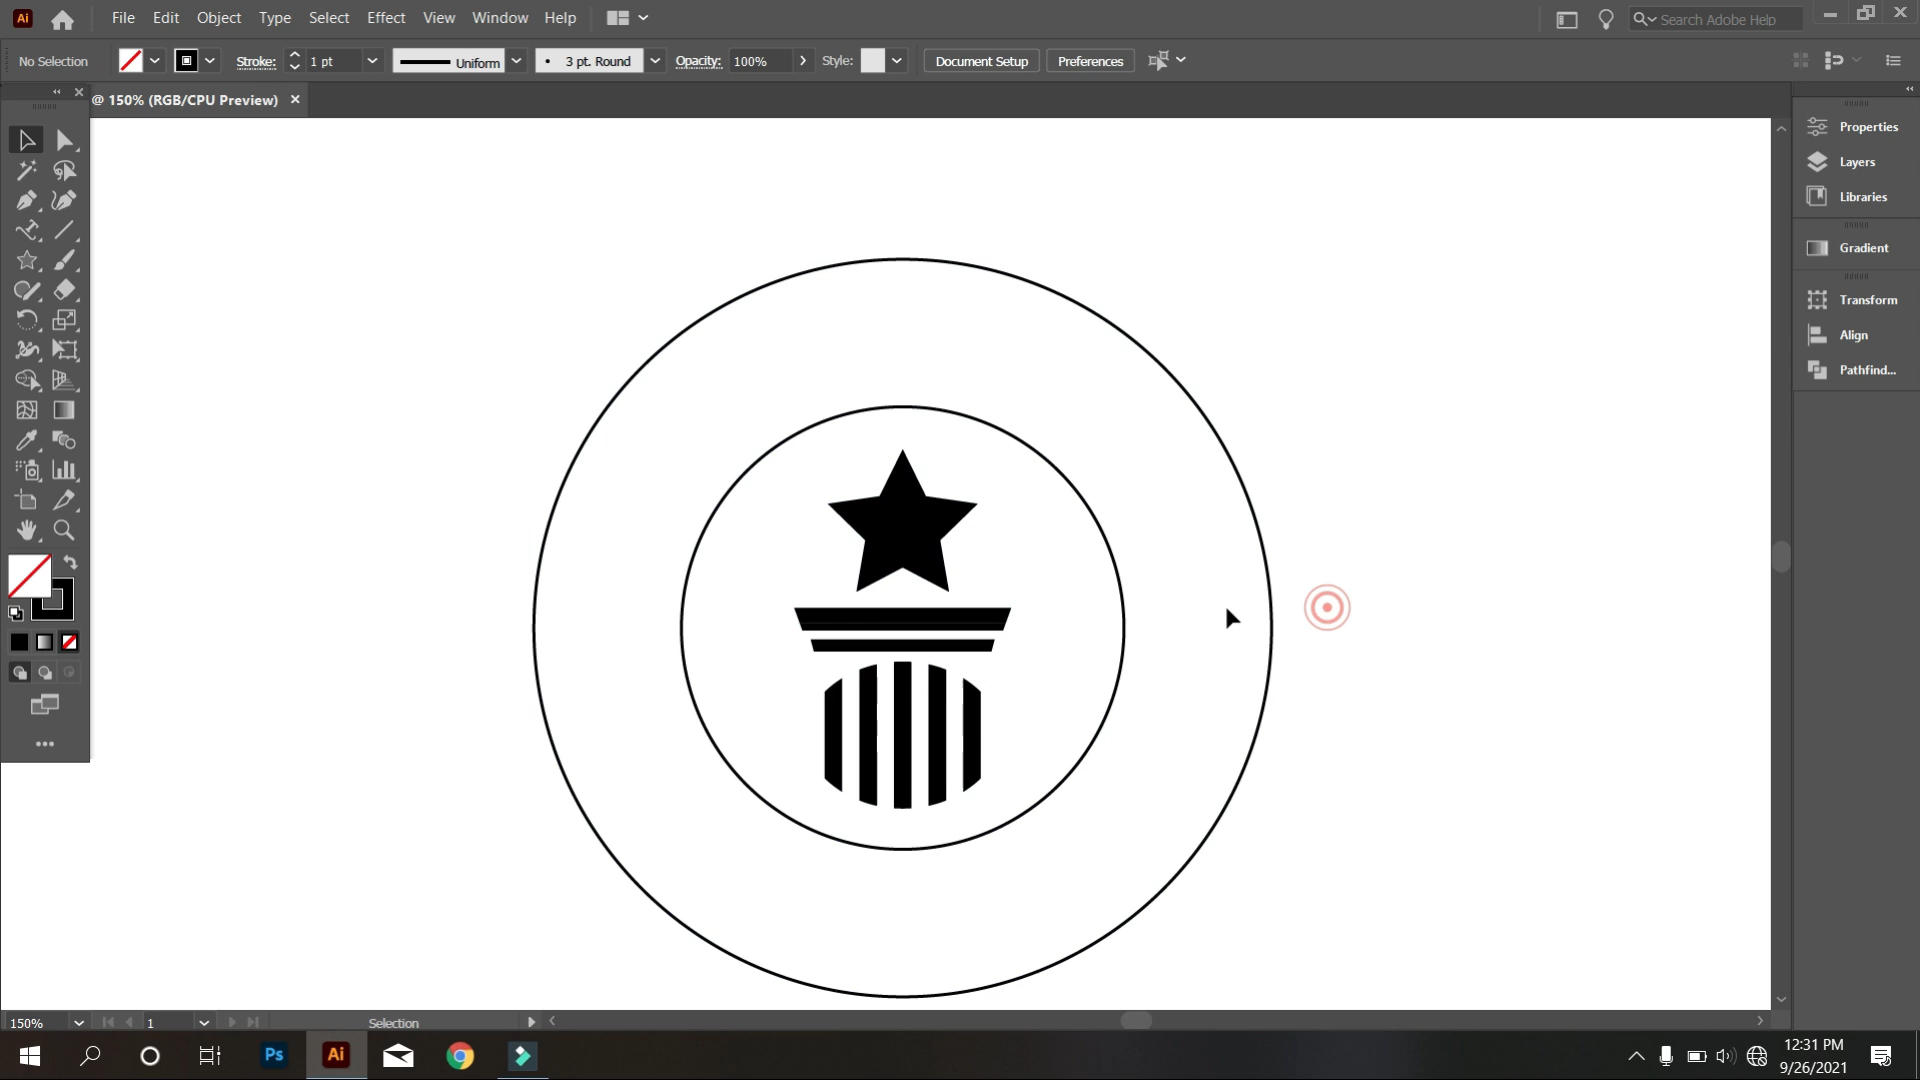 Ai File Edit Object Type Select Effect View Window Help Search Adobe Help
No Selection Stroke: 1 pt Uniform 3 pt. Round Opacity: 100% Style: Document Setup Preferences
@ 150% (RGB/CPU Preview)
Properties
Layers
Libraries
Gradient
Transform
Align
Pathfind...
150% 1 Selection
Ps Ai 12:31 PM
9/26/2021